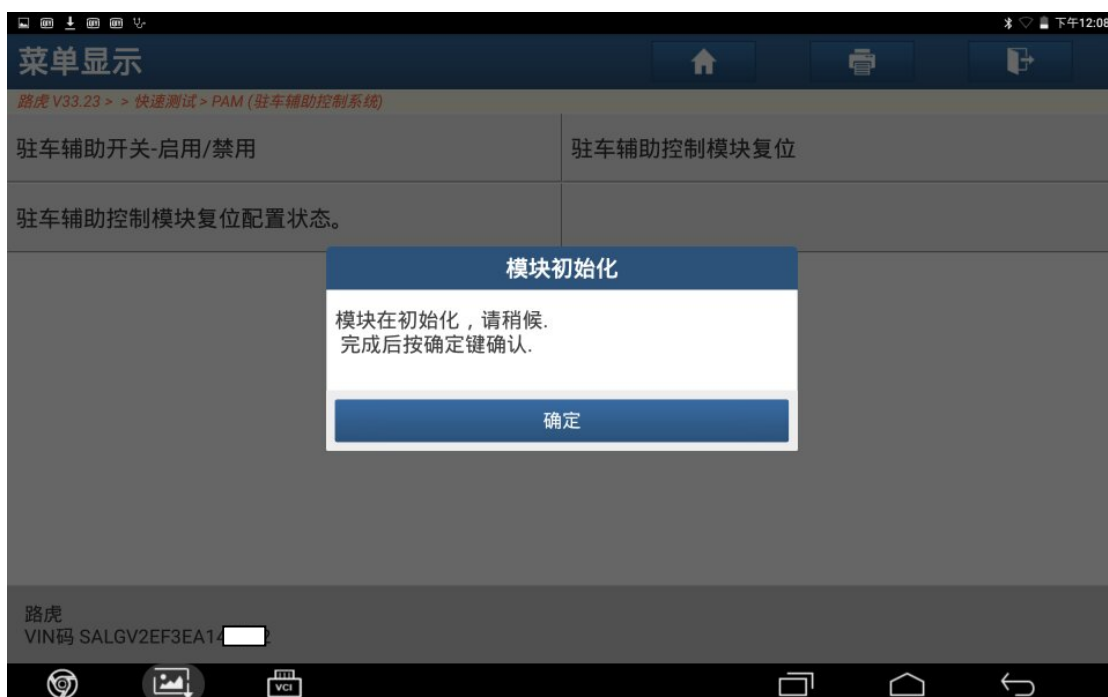 下午12:08
菜单显示
路虎 V33.23 > > 快速测试 > PAM (驻车辅助控制系统)
驻车辅助开关-启用/禁用
驻车辅助控制模块复位
驻车辅助控制模块复位配置状态。
模块初始化
模块在初始化，请稍候.
完成后按确定键确认.
确定
路虎
VIN码 SALGV2EF3EA14
VCI